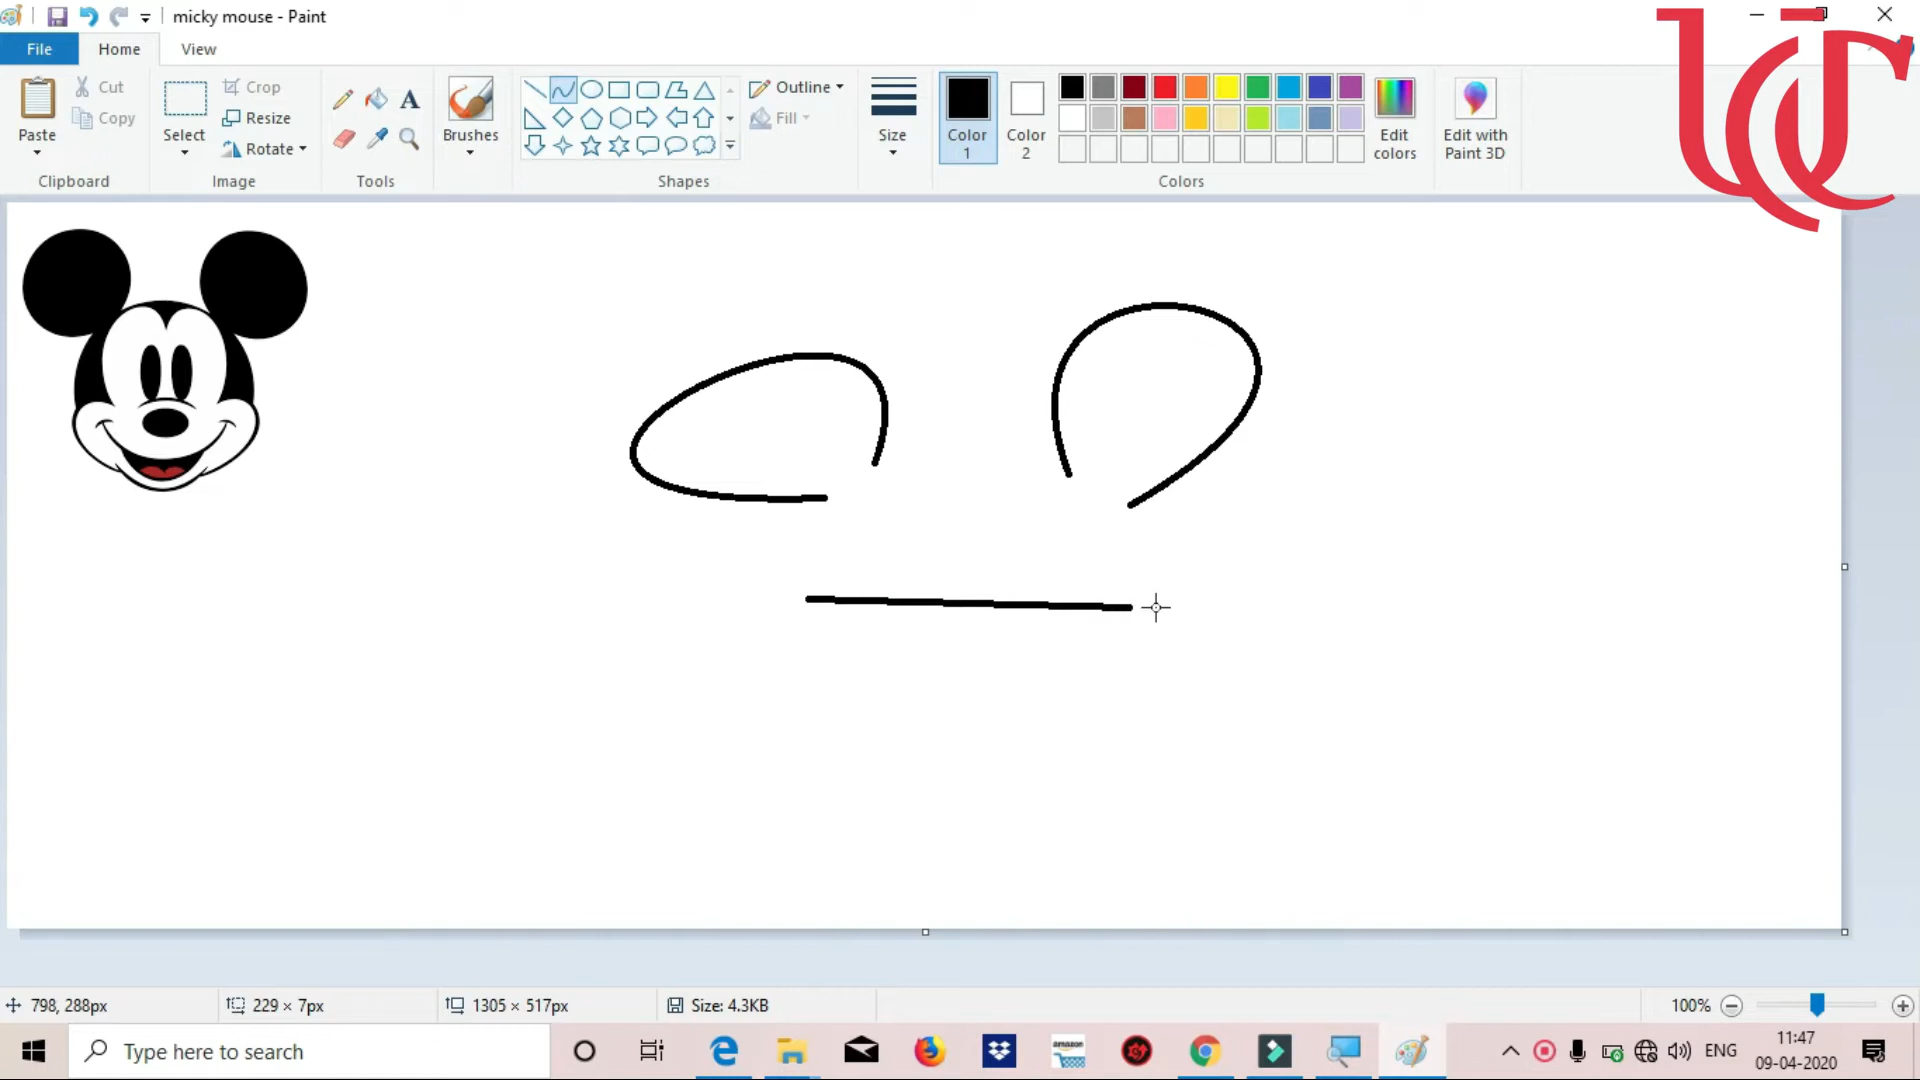 micky mouse - Paint
File Home View
Paste
Cut
Copy
Clipboard
Select
Crop
Resize
Rotate
Image
Tools
Brushes
Shapes
Outline
Fill
Size
Color 1
Color 2
Edit colors
Colors
Edit with Paint 3D
UCC
798, 288px 229 × 7px 1305 × 517px Size: 4.3KB 100%
Type here to search
amazon
ENG
11:47
09-04-2020